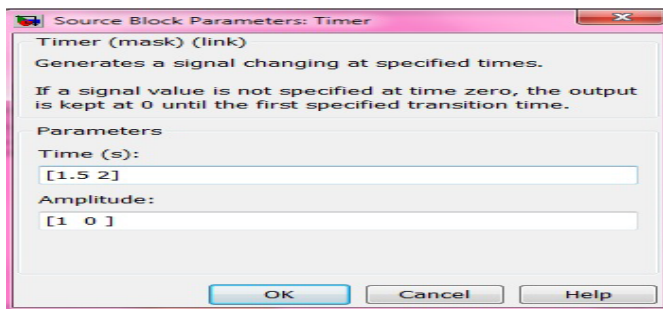 Source Block Parameters: Timer
Timer (mask) (link)
Generates a signal changing at specified times.
If a signal value is not specified at time zero, the output
is kept at 0 until the first specified transition time.
Parameters
Time (s):
[1.5 2]
Amplitude:
[1 0 ]
OK Cancel Help